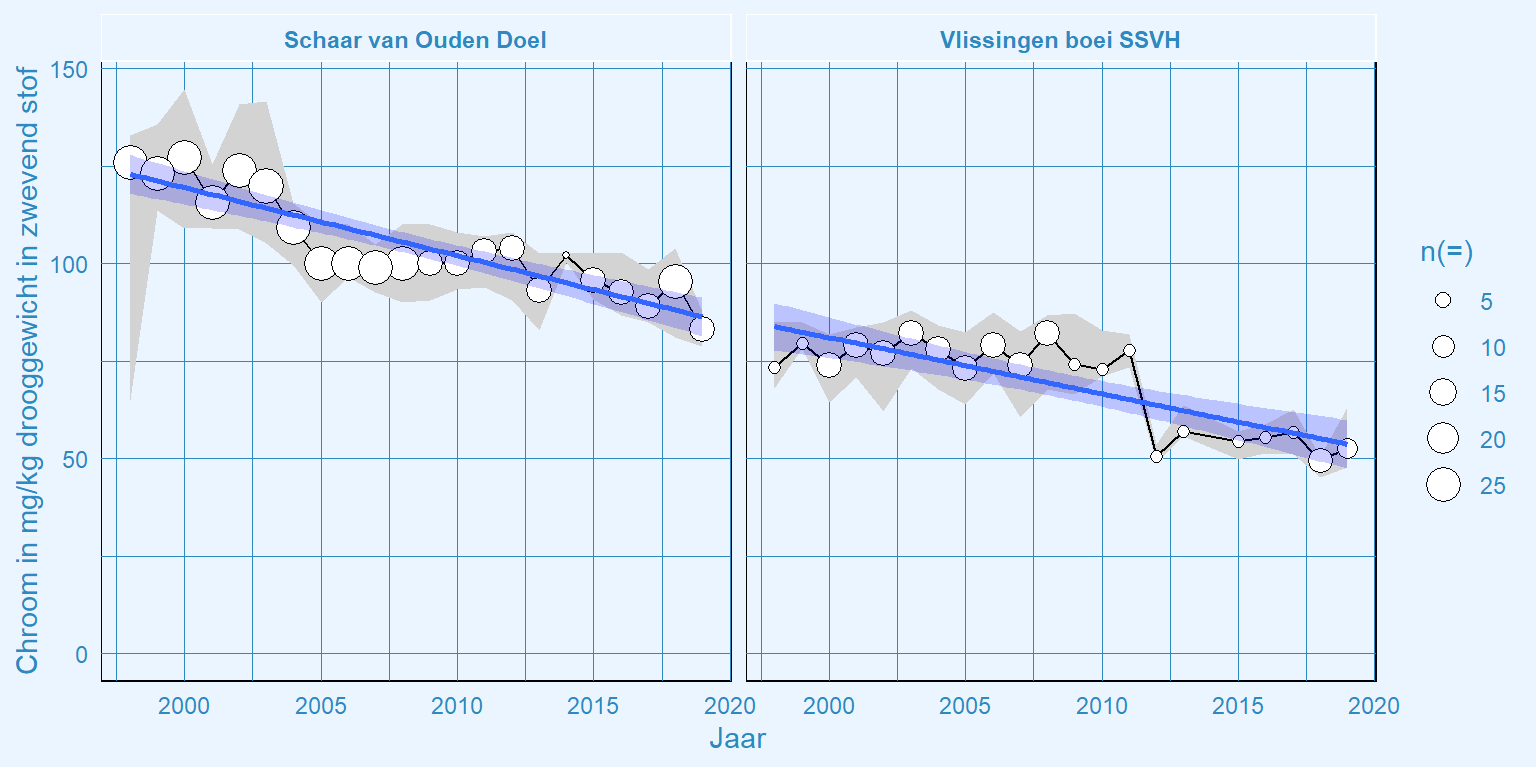 Schaar van Ouden Doel
Vlissingen boei SSVH
Chroom in mg/kg drooggewicht in zwevend stof
150
100
50
0
2000 2005 2010 2015 2020
2000 2005 2010 2015 2020
Jaar
n(=)
5
10
15
20
25